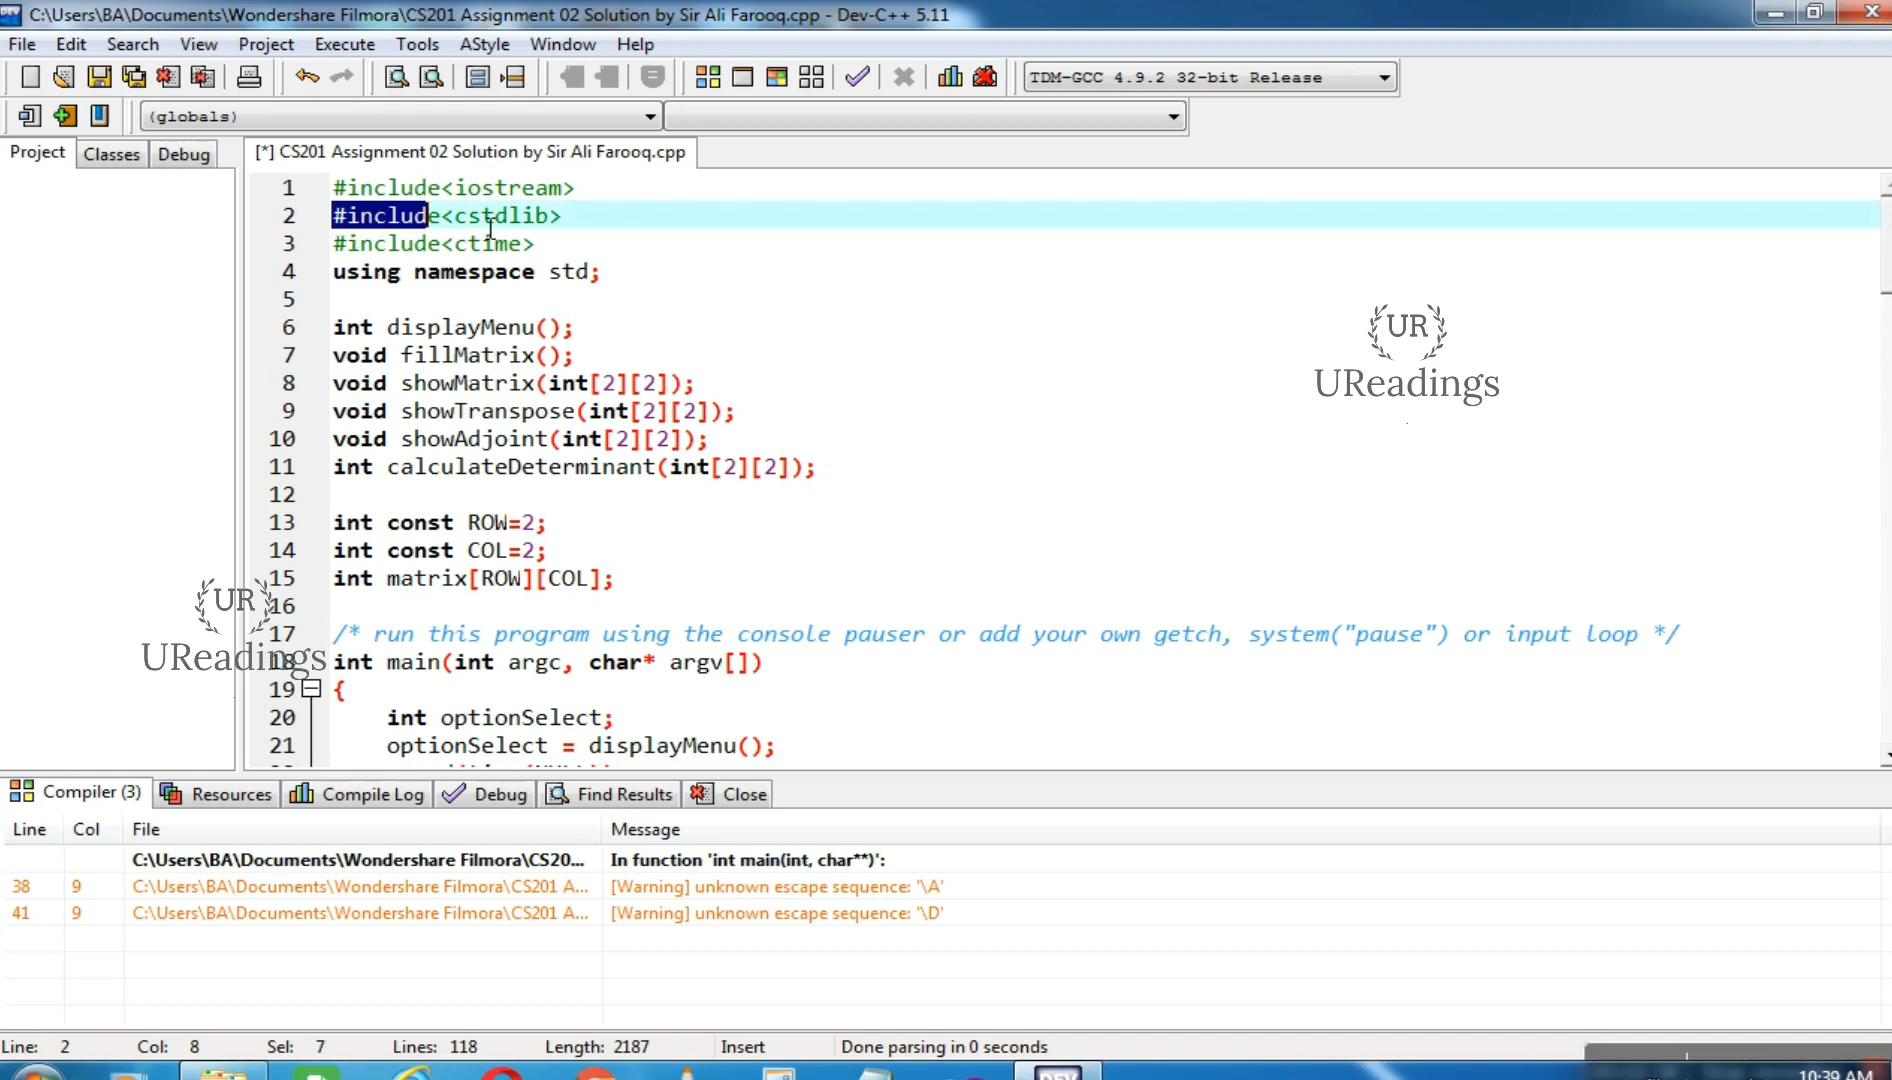 C:\Users\BA\Documents\Wondershare Filmora\CS201 Assignment 02 Solution by Sir Ali Farooq.cpp - Dev-C++ 5.11
File Edit Search View Project Execute Tools AStyle Window Help
TDM-GCC 4.9.2 32-bit Release
(globals)
Project Classes Debug [*] CS201 Assignment 02 Solution by Sir Ali Farooq.cpp
1 #include<iostream>
2 #include<cstdlib>
3 #include<ctime>
4 using namespace std;
5
6 int displayMenu();
7 void fillMatrix();
8 void showMatrix(int[2][2]);
9 void showTranspose(int[2][2]);
10 void showAdjoint(int[2][2]);
11 int calculateDeterminant(int[2][2]);
12
13 int const ROW=2;
14 int const COL=2;
15 int matrix[ROW][COL];
16
17 /* run this program using the console pauser or add your own getch, system("pause") or input loop */
18 int main(int argc, char* argv[])
19 {
20 int optionSelect;
21 optionSelect = displayMenu();
UR
UReadings
UR
UReadings
Compiler (3) Resources Compile Log Debug Find Results Close
Line Col File Message
C:\Users\BA\Documents\Wondershare Filmora\CS20... In function 'int main(int, char**)':
38 9 C:\Users\BA\Documents\Wondershare Filmora\CS201 A... [Warning] unknown escape sequence: '\A'
41 9 C:\Users\BA\Documents\Wondershare Filmora\CS201 A... [Warning] unknown escape sequence: '\D'
Line: 2 Col: 8 Sel: 7 Lines: 118 Length: 2187 Insert Done parsing in 0 seconds
DEV
10:39 AM